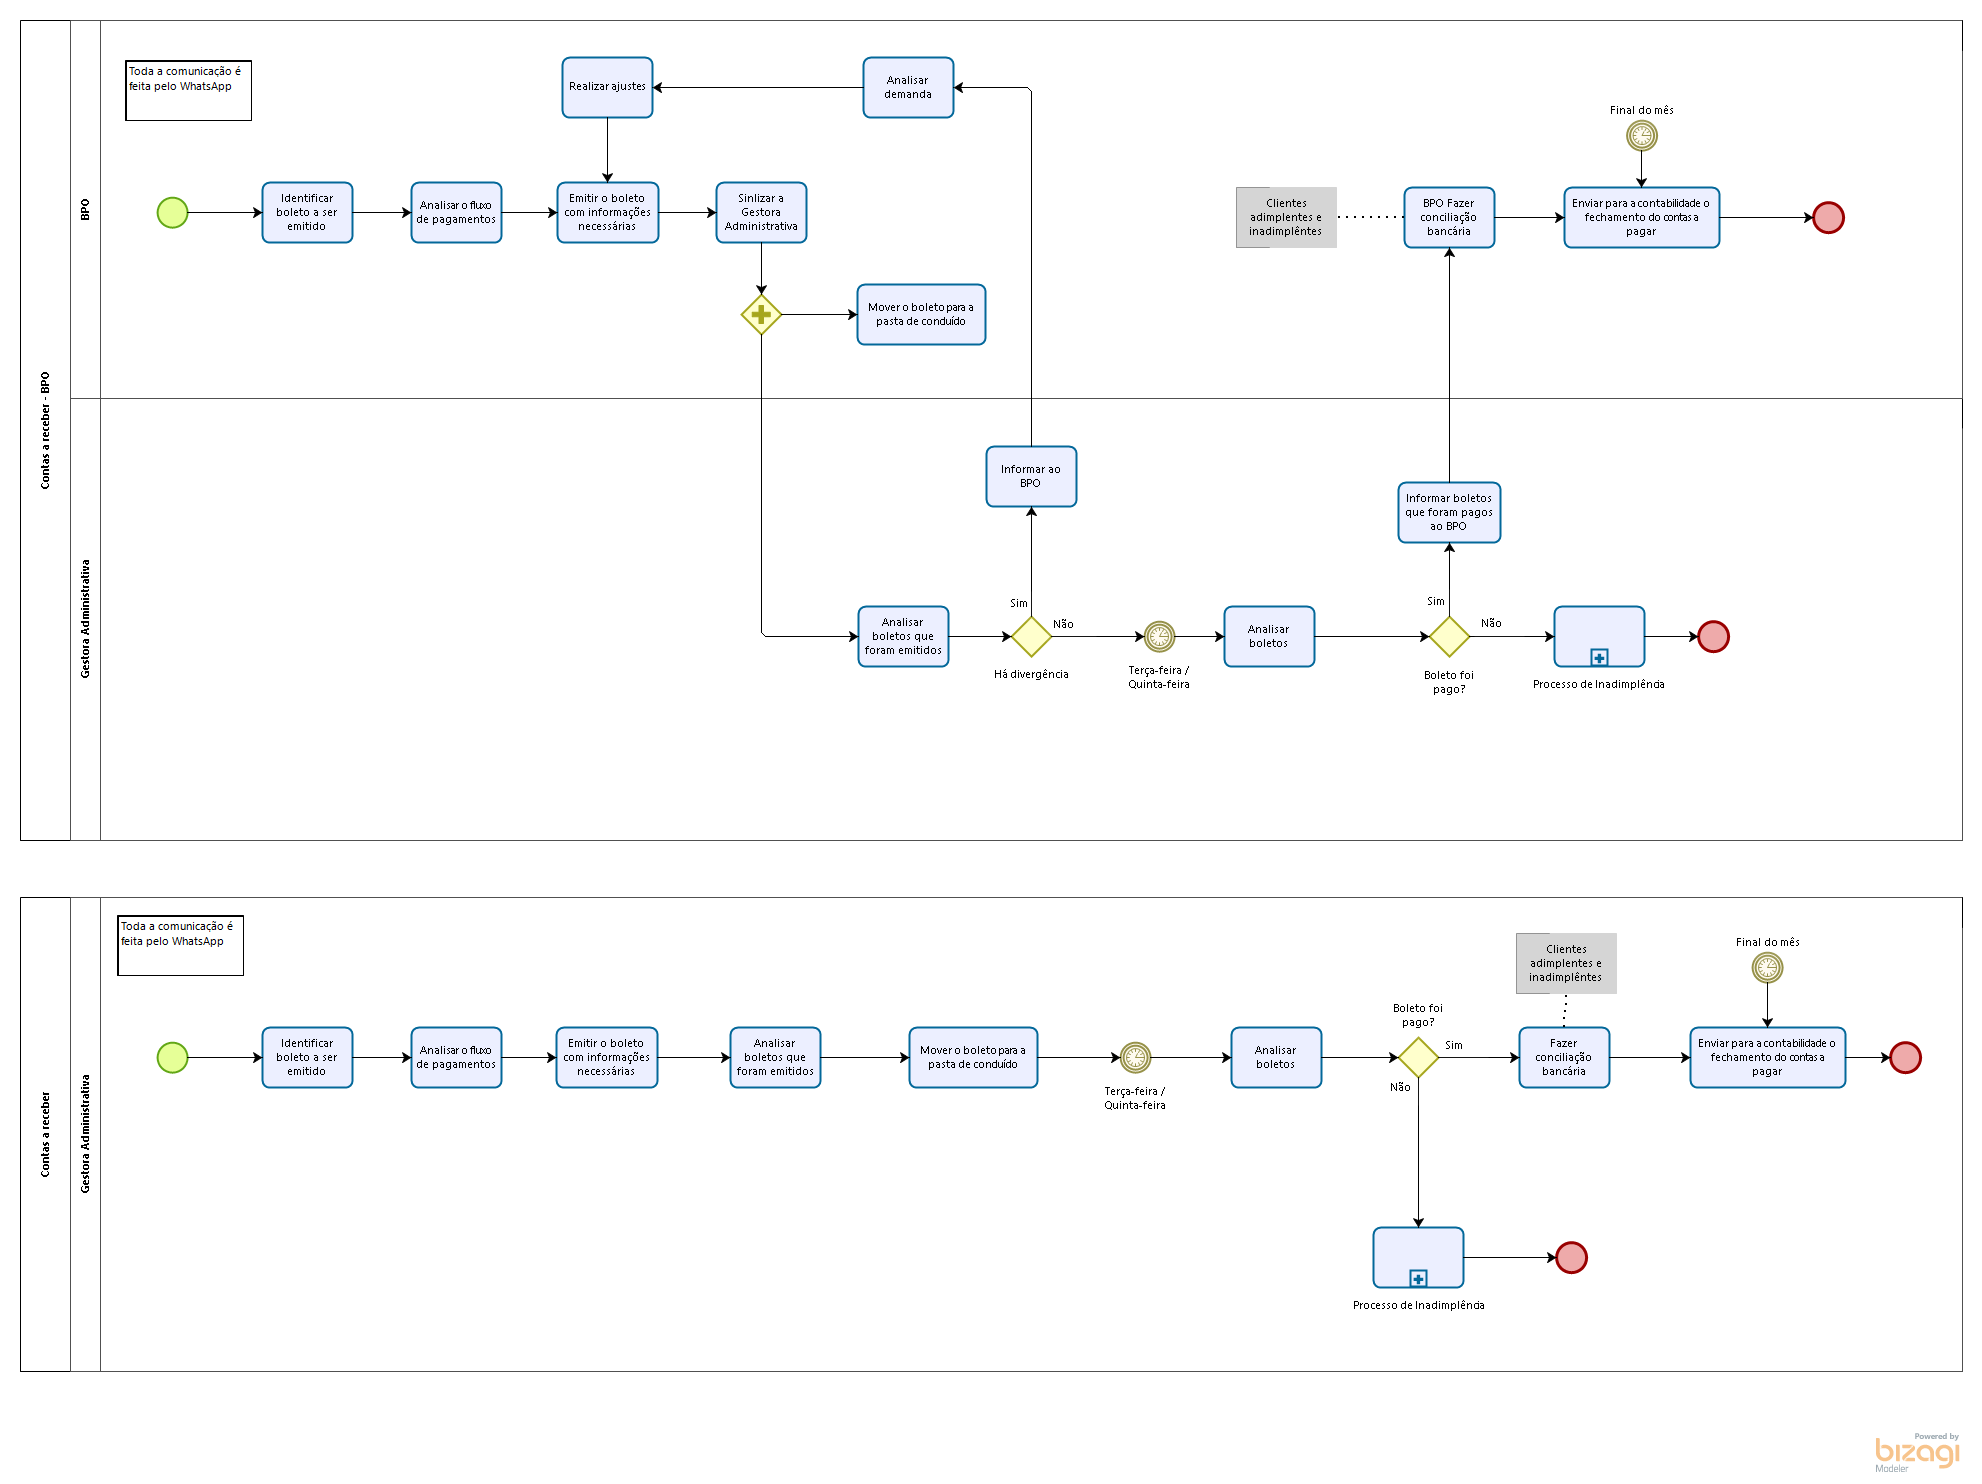 Contas a receber - BPO
BPO
Toda a comunicação é
feita pelo WhatsApp
Realizar ajustes
Analisar
demanda
Final do mês
Identificar
boleto a ser
emitido
Analisar o fluxo
de pagamentos
Emitir o boleto
com informações
necessárias
Sinlizar a
Gestora
Administrativa
Clientes
adimplentes e
inadimplêntes
BPO Fazer
conciliação
bancária
Enviar para a contabilidade o
fechamento do contas a
pagar
Mover o boleto para a
pasta de concluído
Gestora Administrativa
Informar ao
BPO
Informar boletos
que foram pagos
ao BPO
Sim
Sim
Analisar
boletos que
foram emitidos
Não
Há divergência
Terça-feira /
Quinta-feira
Analisar
boletos
Não
Boleto foi
pago?
Processo de Inadimplência
Contas a receber
Gestora Administrativa
Toda a comunicação é
feita pelo WhatsApp
Clientes
adimplentes e
inadimplêntes
Final do mês
Identificar
boleto a ser
emitido
Analisar o fluxo
de pagamentos
Emitir o boleto
com informações
necessárias
Analisar
boletos que
foram emitidos
Mover o boleto para a
pasta de concluído
Terça-feira /
Quinta-feira
Analisar
boletos
Boleto foi
pago?
Sim
Não
Fazer
conciliação
bancária
Enviar para a contabilidade o
fechamento do contas a
pagar
Processo de Inadimplência
Powered by
bizagi
Modeler